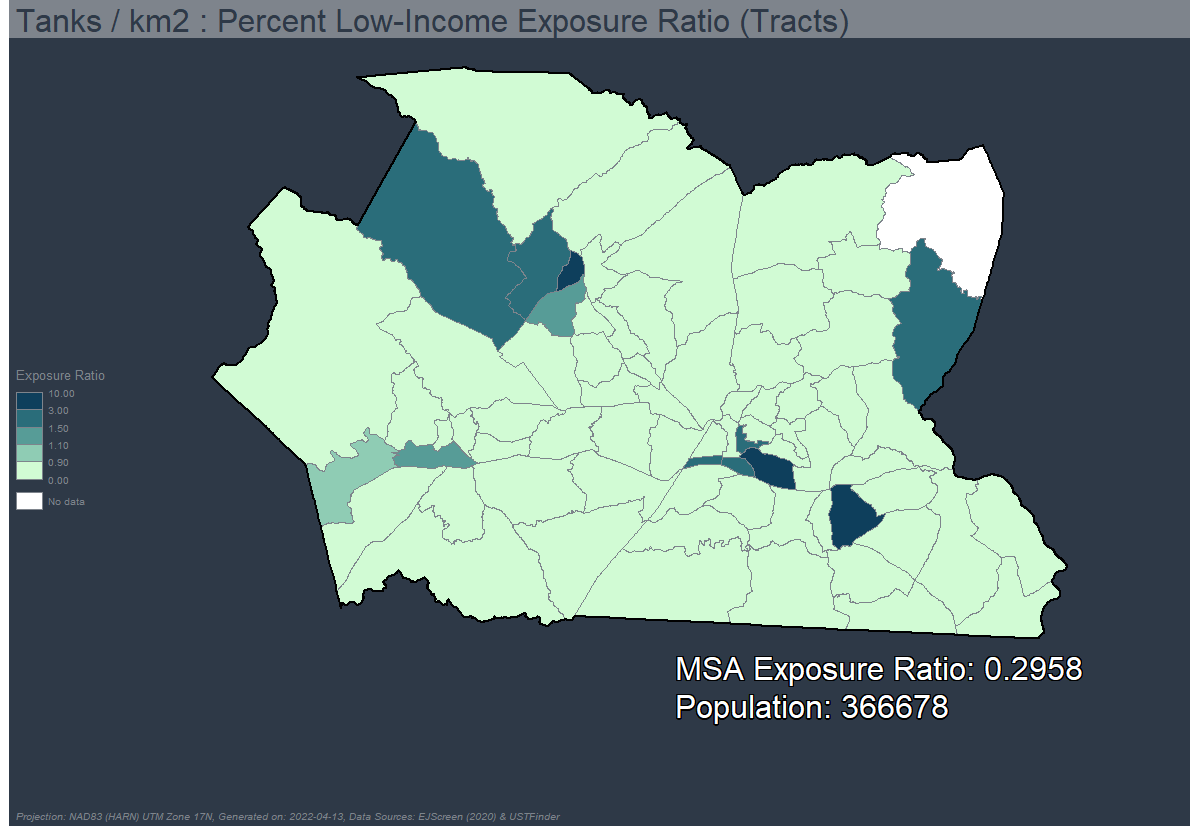 Tanks / km2 : Percent Low-Income Exposure Ratio (Tracts)
Exposure Ratio
10.00
3.00
1.50
1.10
0.90
0.00
No data
MSA Exposure Ratio: 0.2958
Population: 366678
Projection: NAD83 (HARN) UTM Zone 17N, Generated on: 2022-04-13, Data Sources: EJScreen (2020) & USTFinder